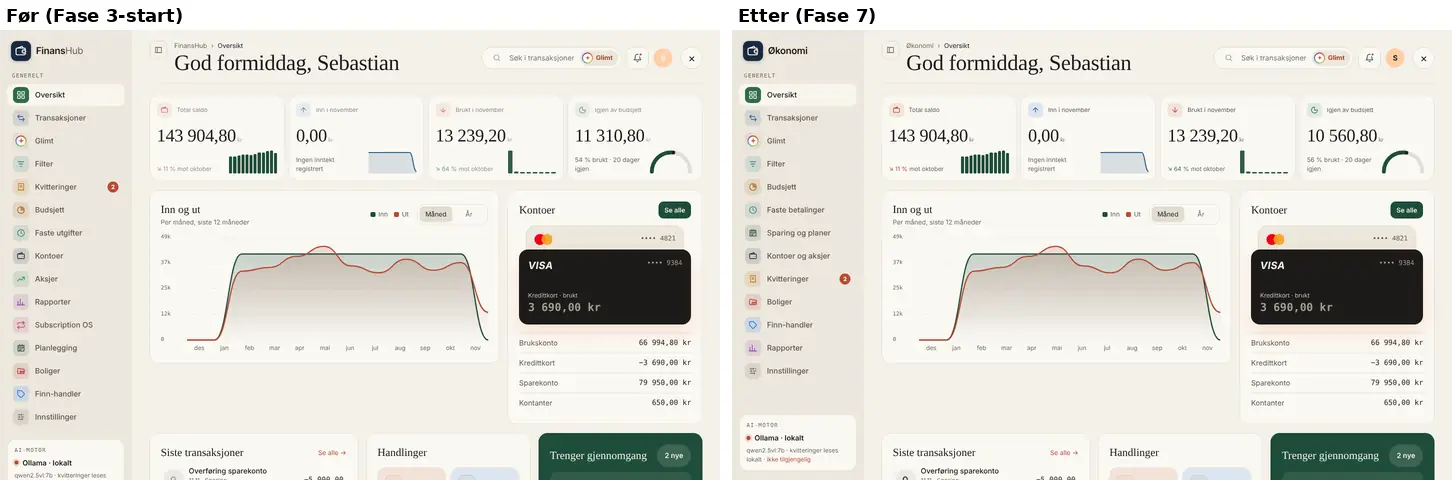 Før (Fase 3-start)
FinansHub
GENERELT
Oversikt
Transaksjoner
Glimt
Filter
Kvitteringer 2
Budsjett
Faste utgifter
Kontoer
Aksjer
Rapporter
Subscription OS
Planlegging
Boliger
Finn-handler
Innstillinger
AI-MOTOR
Ollama · lokalt
qwen2.5vl:7b · kvitteringer leses
FinansHub › Oversikt
God formiddag, Sebastian
Søk i transaksjoner Glimt
Total saldo
143 904,80 kr
↘ 11 % mot oktober
Inn i november
0,00 kr
Ingen inntekt
registrert
Brukt i november
13 239,20 kr
↘ 64 % mot oktober
Igjen av budsjett
11 310,80 kr
54 % brukt · 20 dager
igjen
Inn og ut
Per måned, siste 12 måneder
Inn Ut Måned År
49k
37k
25k
12k
0
des jan feb mar apr mai jun jul aug sep okt nov
Kontoer Se alle
•••• 4821
VISA •••• 9384
Kredittkort · brukt
3 690,00 kr
Brukskonto 66 994,80 kr
Kredittkort −3 690,00 kr
Sparekonto 79 950,00 kr
Kontanter 650,00 kr
Siste transaksjoner Se alle →
Overføring sparekonto
−5 000,00
Handlinger
Trenger gjennomgang 2 nye
Etter (Fase 7)
Økonomi
GENERELT
Oversikt
Transaksjoner
Glimt
Filter
Budsjett
Faste betalinger
Sparing og planer
Kontoer og aksjer
Kvitteringer 2
Boliger
Finn-handler
Rapporter
Innstillinger
AI-MOTOR
Ollama · lokalt
qwen2.5vl:7b · kvitteringer leses
lokalt · ikke tilgjengelig
Økonomi › Oversikt
God formiddag, Sebastian
Søk i transaksjoner Glimt
S
Total saldo
143 904,80 kr
↘ 11 % mot oktober
Inn i november
0,00 kr
Ingen inntekt
registrert
Brukt i november
13 239,20 kr
↘ 64 % mot oktober
Igjen av budsjett
10 560,80 kr
56 % brukt · 20 dager
igjen
Inn og ut
Per måned, siste 12 måneder
Inn Ut Måned År
49k
37k
25k
12k
0
des jan feb mar apr mai jun jul aug sep okt nov
Kontoer Se alle
•••• 4821
VISA •••• 9384
Kredittkort · brukt
3 690,00 kr
Brukskonto 66 994,80 kr
Kredittkort −3 690,00 kr
Sparekonto 79 950,00 kr
Kontanter 650,00 kr
Siste transaksjoner Se alle →
Overføring sparekonto
−5 000,00
Handlinger
Trenger gjennomgang 2 nye